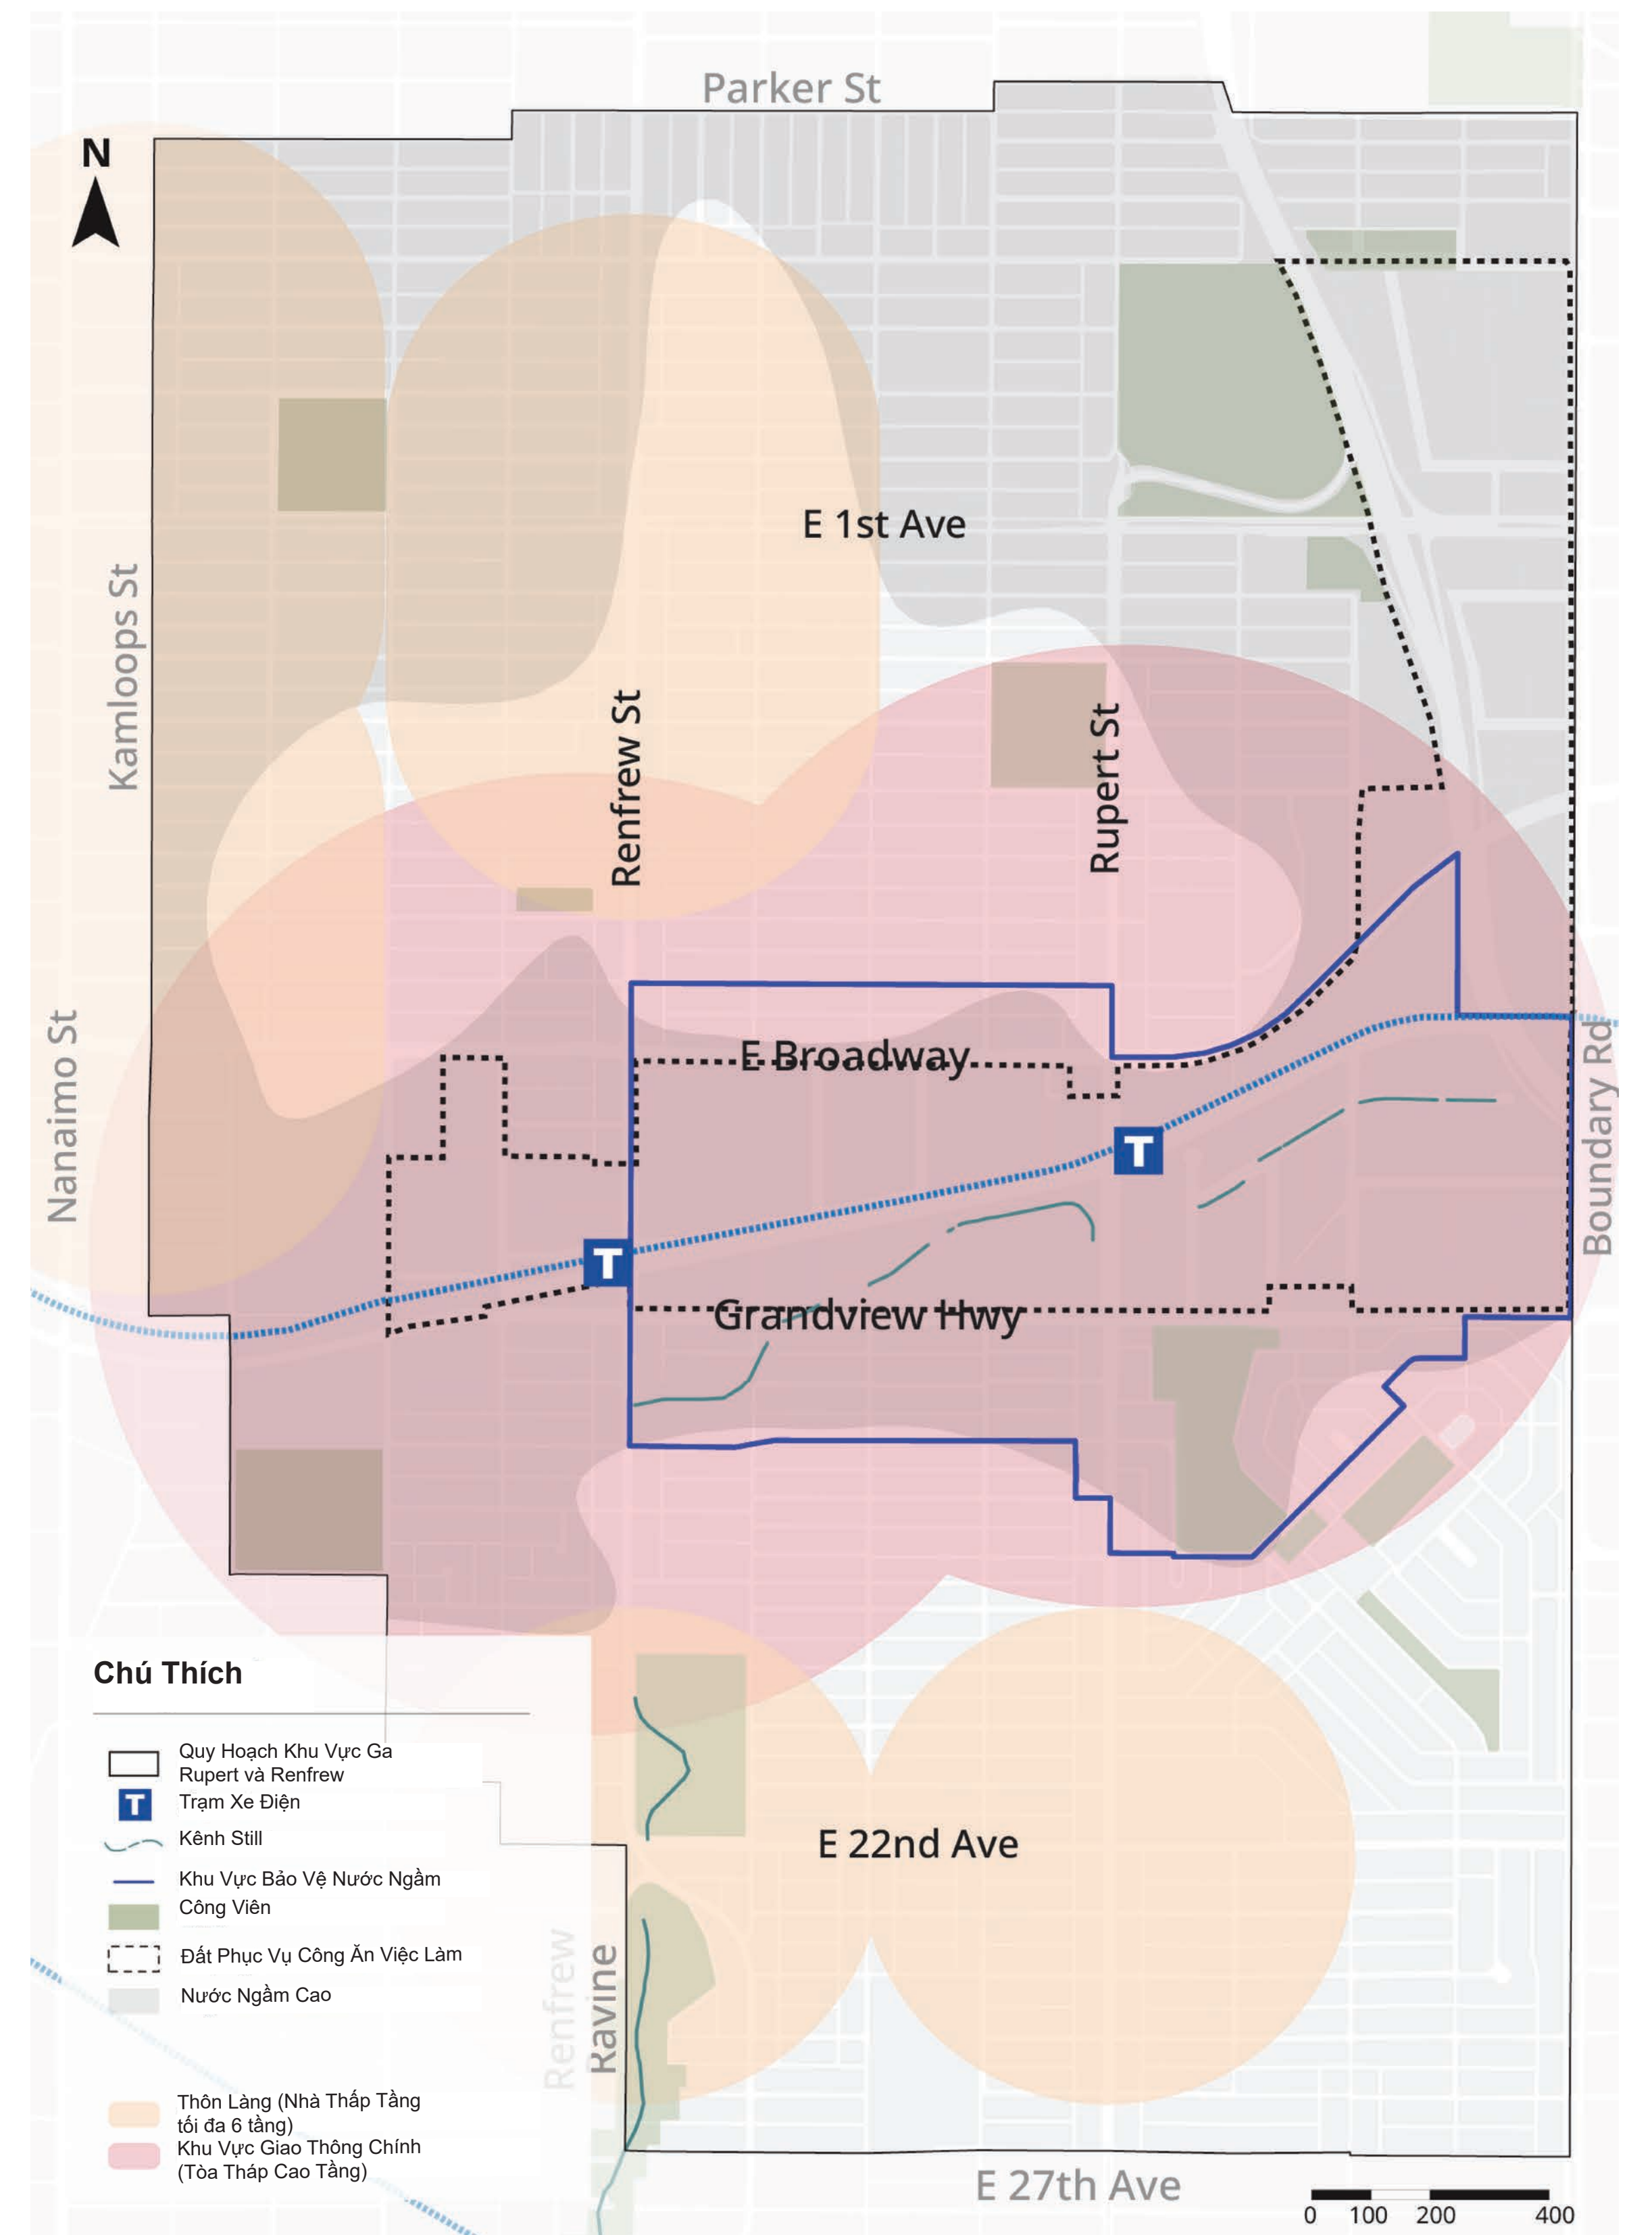 Parker St
N
E 1st Ave
Kamloops St
Renfrew St
Rupert St
Nanaimo St
E Broadway
Boundary Rd
T
T
Grandview Hwy
Chú Thích
Quy Hoạch Khu Vực Ga
Rupert và Renfrew
T
Trạm Xe Điện
Kênh Still
Khu Vực Bảo Vệ Nước Ngầm
Công Viên
Đất Phục Vụ Công Ăn Việc Làm
Nước Ngầm Cao
Thôn Làng (Nhà Thấp Tầng
tối đa 6 tầng)
Khu Vực Giao Thông Chính
(Tòa Tháp Cao Tầng)
E 22nd Ave
Renfrew
Ravine
E 27th Ave
0 100 200 400